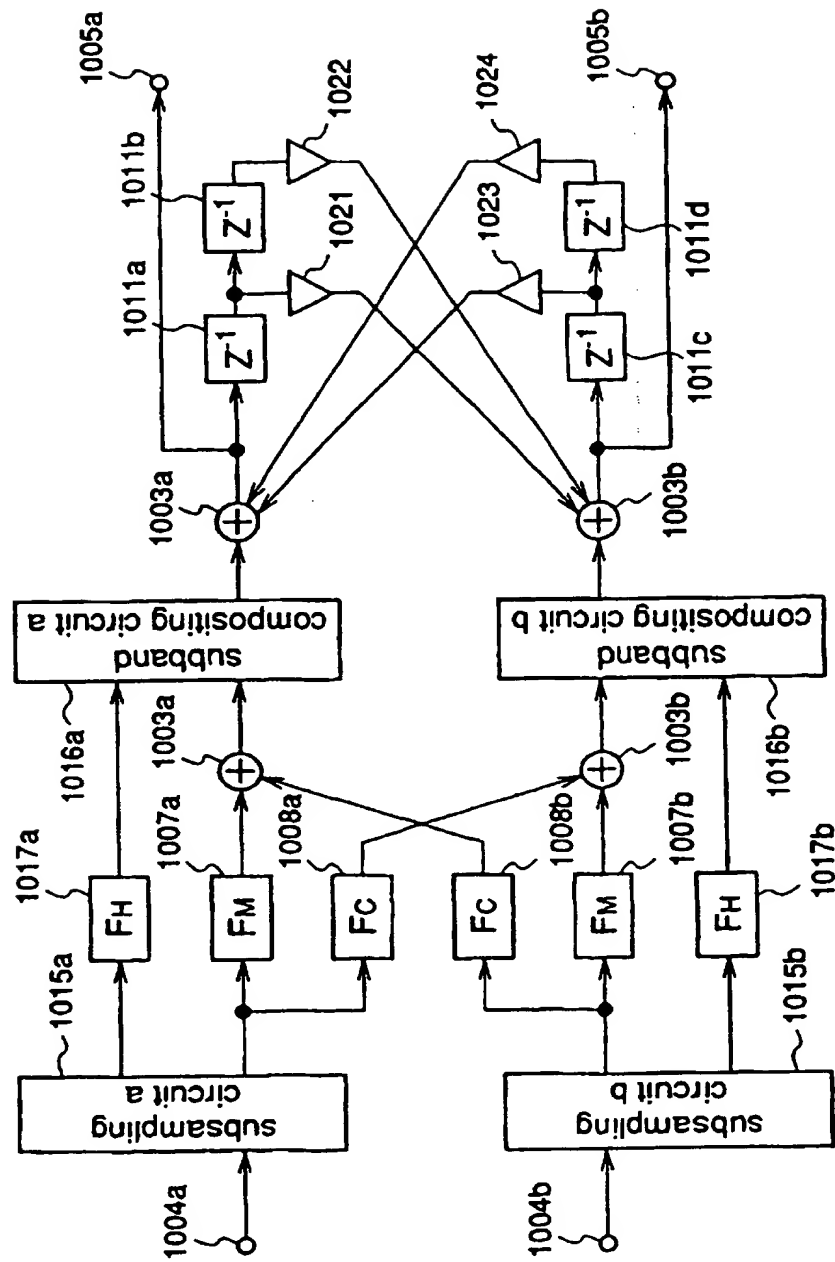 1004a
subsampling
circuit a
1015a
1017a
FH
1007a
FM
1008a
FC
1003a
1016a
subband
compositing circuit a
1003a
1011a
Z-1
1011b
Z-1
1021
1022
1005a
1004b
subsampling
circuit b
1015b
1008b
FC
1007b
FM
1017b
FH
1003b
1016b
subband
compositing circuit b
1003b
1011c
Z-1
1011d
Z-1
1023
1024
1005b